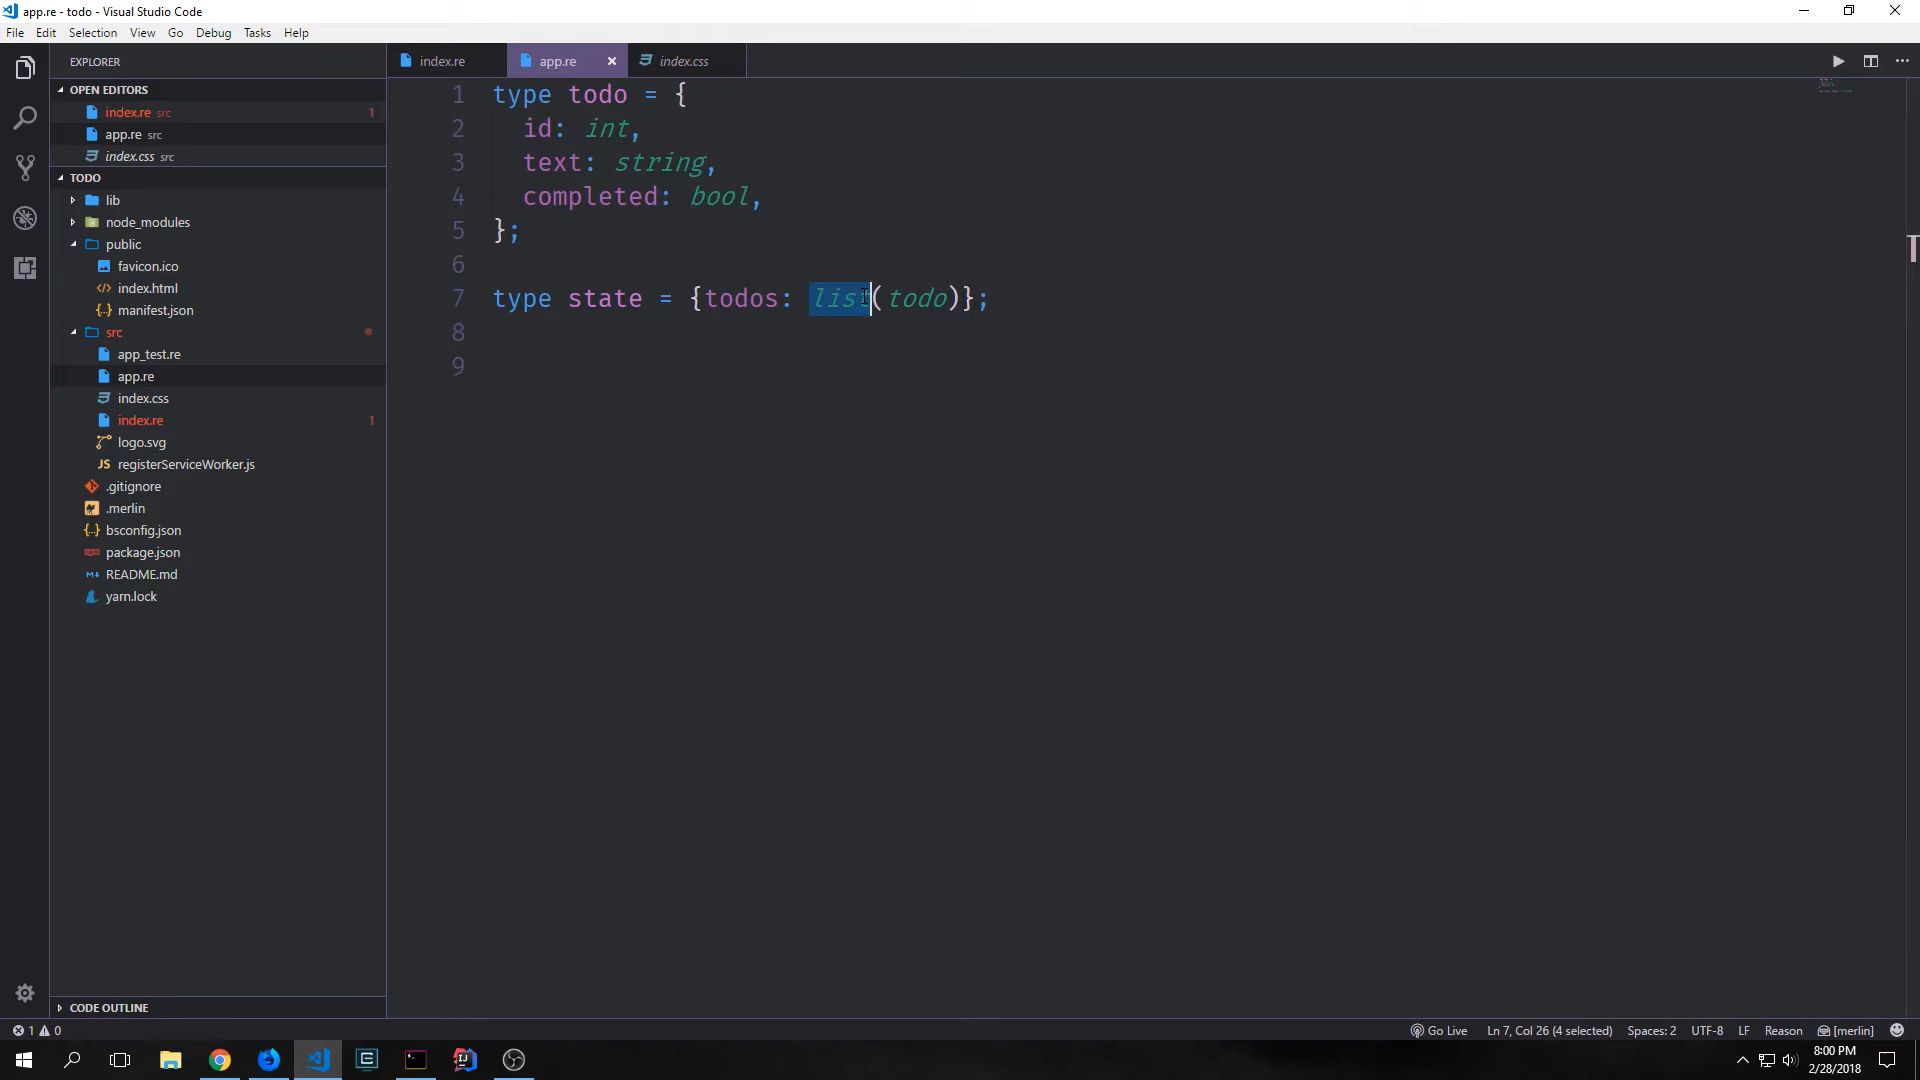 app.re - todo - Visual Studio Code
File Edit Selection View Go Debug Tasks Help
EXPLORER
OPEN EDITORS
index.re src 1
app.re src
index.css src
TODO
lib
node_modules
public
favicon.ico
index.html
manifest.json
src
app_test.re
app.re
index.css
index.re 1
logo.svg
JS registerServiceWorker.js
.gitignore
.merlin
bsconfig.json
package.json
README.md
yarn.lock
CODE OUTLINE
index.re app.re index.css
1 type todo = {
2 id: int,
3 text: string,
4 completed: bool,
5 };
6
7 type state = {todos: list(todo)};
8
9
1 0
Go Live Ln 7, Col 26 (4 selected) Spaces: 2 UTF-8 LF Reason [merlin]
8:00 PM
2/28/2018